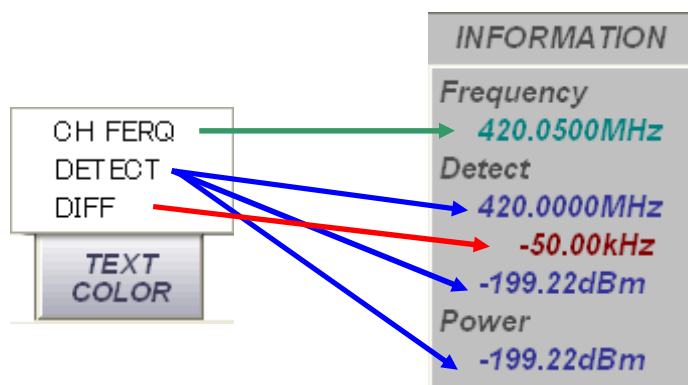 CH FERQ
DETECT
DIFF
TEXT
COLOR
INFORMATION
Frequency
420.0500MHz
Detect
420.0000MHz
-50.00kHz
-199.22dBm
Power
-199.22dBm